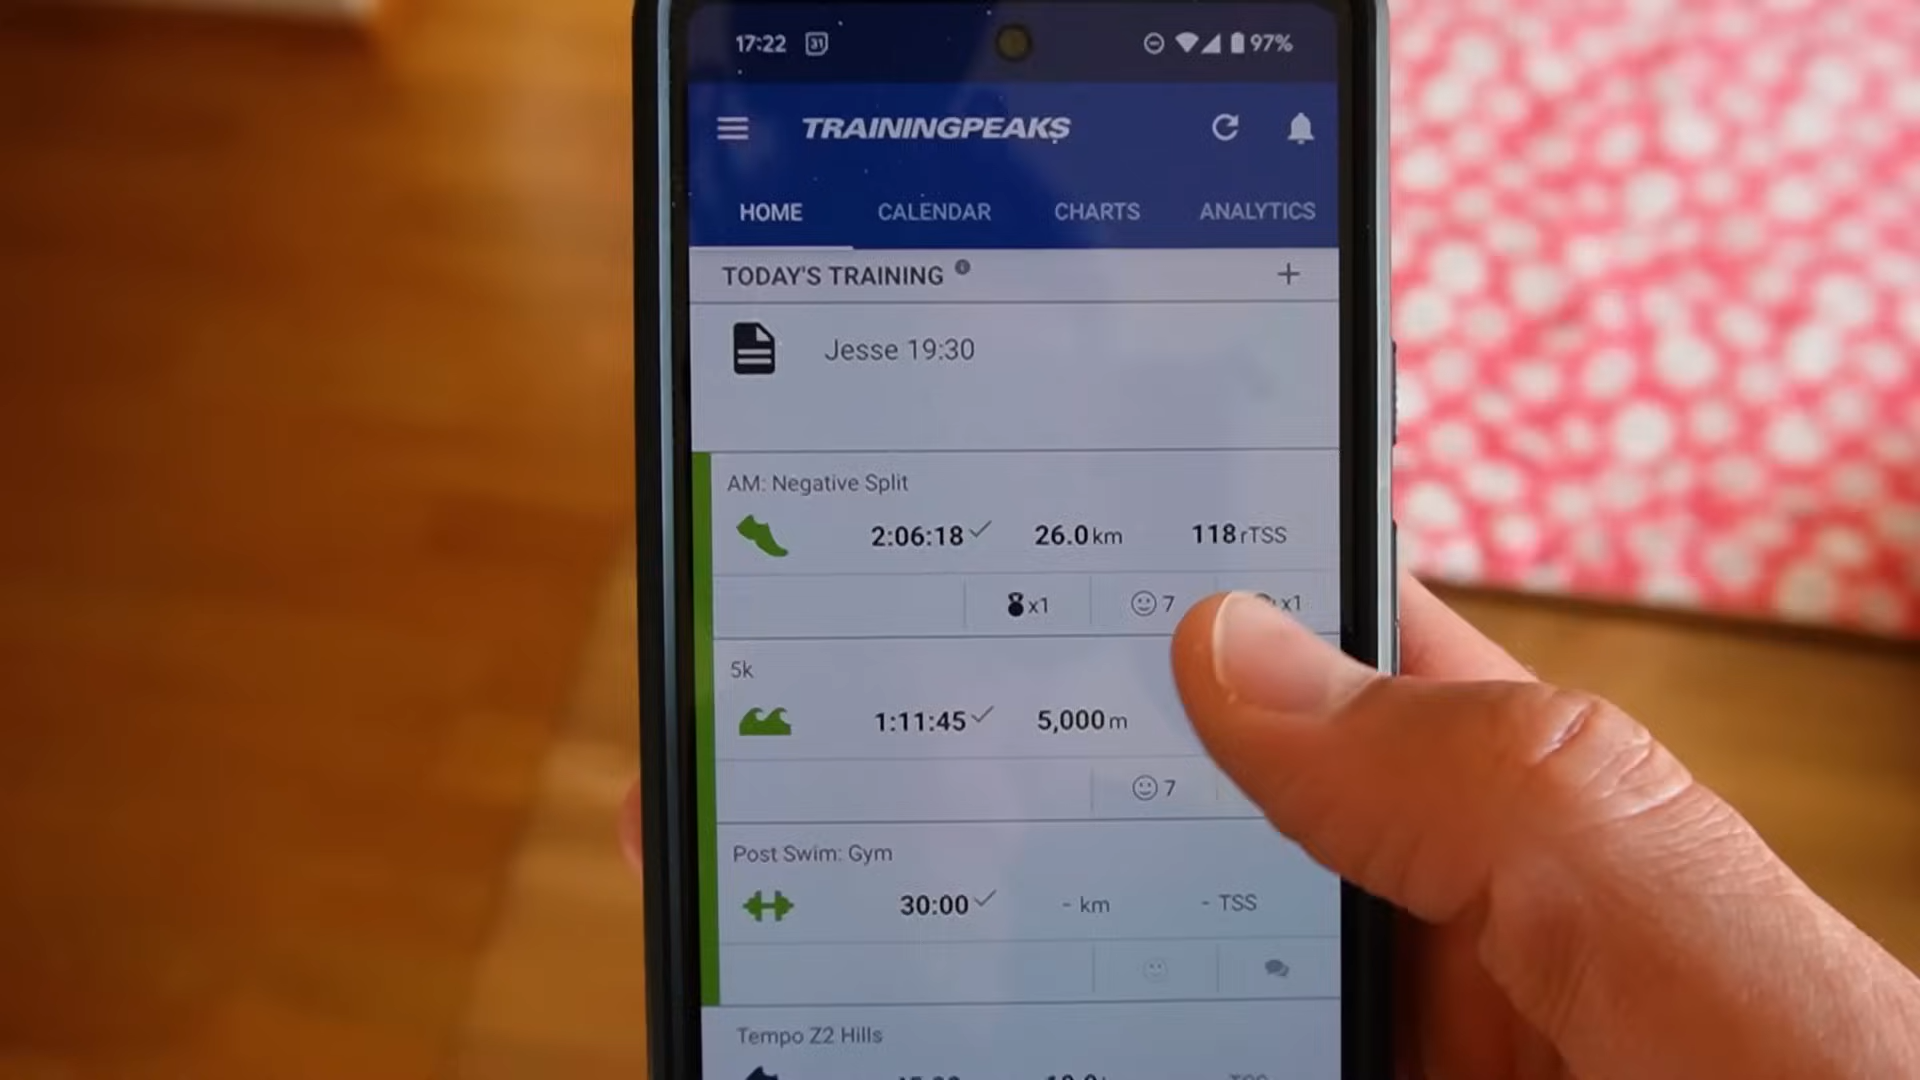 17:22 31 97%
TRAININGPEAKS
HOME CALENDAR CHARTS ANALYTICS
TODAY'S TRAINING
Jesse 19:30
AM: Negative Split
2:06:18 26.0 km 118 rTSS
x1 7 x1
5k
1:11:45 5,000 m
7
Post Swim: Gym
30:00 - km - TSS
Tempo Z2 Hills